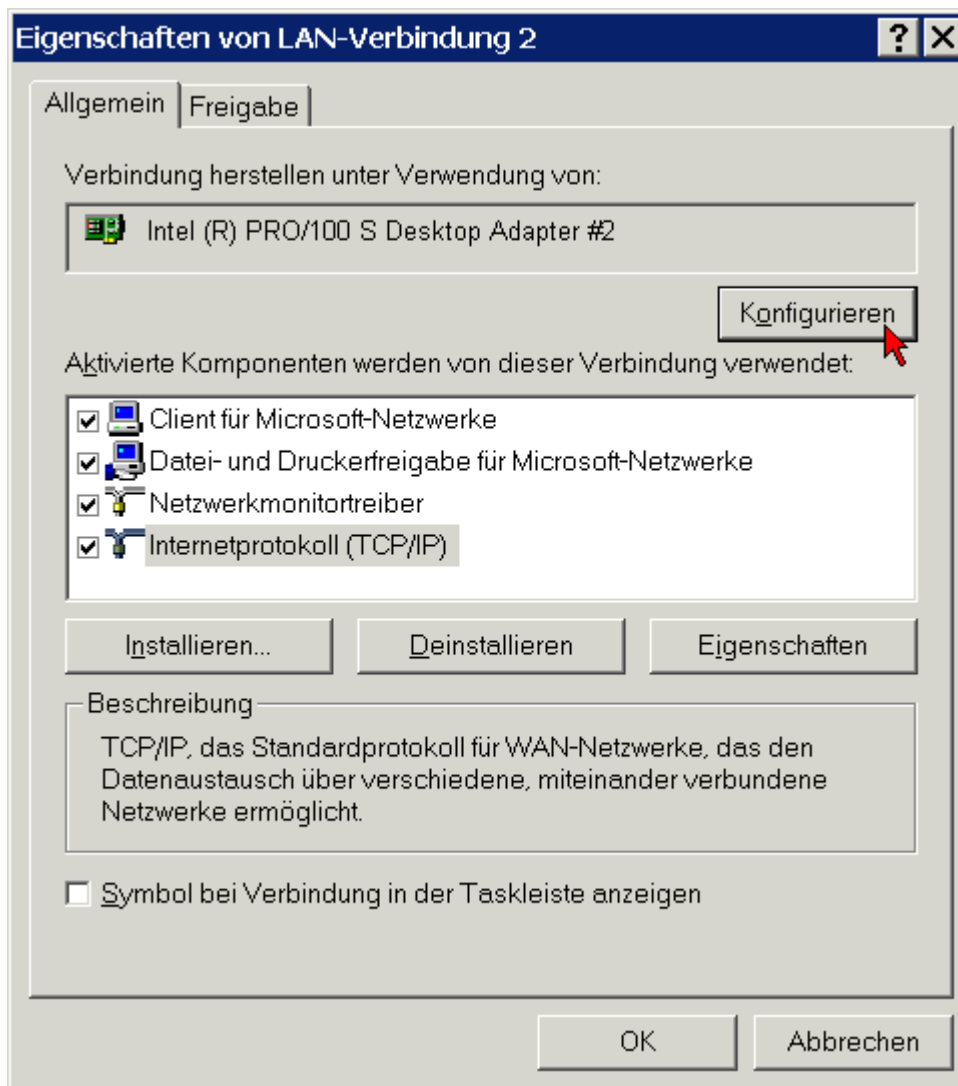 Eigenschaften von LAN-Verbindung 2
Allgemein
Freigabe
Verbindung herstellen unter Verwendung von:
Intel (R) PRO/100 S Desktop Adapter #2
Konfigurieren
Aktivierte Komponenten werden von dieser Verbindung verwendet:
Client für Microsoft-Netzwerke
Datei- und Druckerfreigabe für Microsoft-Netzwerke
Netzwerkmonitortreiber
Internetprotokoll (TCP/IP)
Installieren...
Deinstallieren
Eigenschaften
Beschreibung
TCP/IP, das Standardprotokoll für WAN-Netzwerke, das den
Datenaustausch über verschiedene, miteinander verbundene
Netzwerke ermöglicht.
Symbol bei Verbindung in der Taskleiste anzeigen
OK
Abbrechen